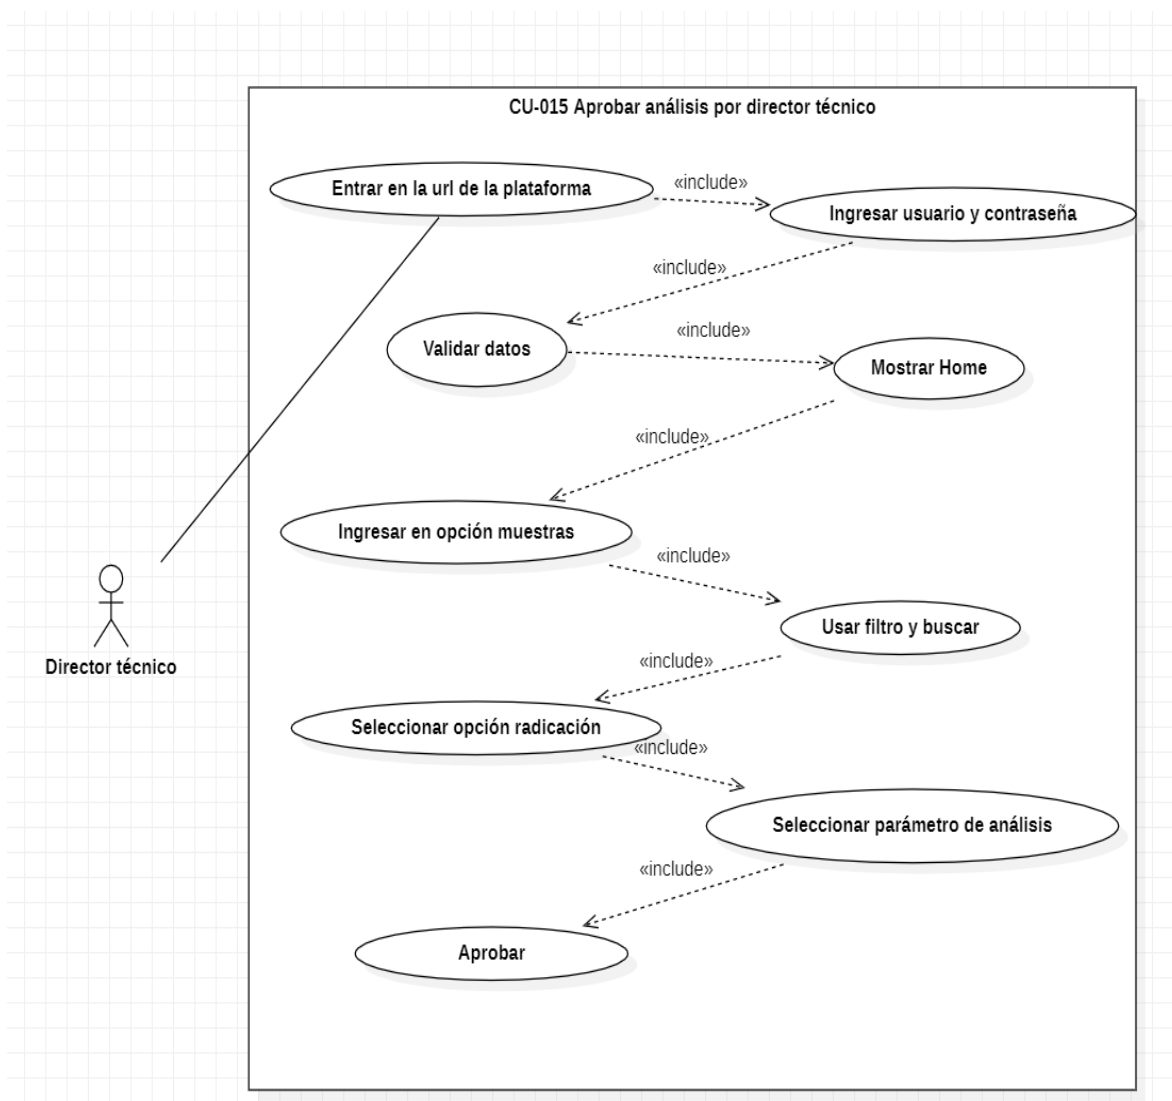 CU-015 Aprobar análisis por director técnico
Entrar en la url de la plataforma
«include»
Ingresar usuario y contraseña
«include»
Validar datos
«include»
Mostrar Home
«include»
Ingresar en opción muestras
«include»
Usar filtro y buscar
Director técnico
«include»
Seleccionar opción radicación
«include»
Seleccionar parámetro de análisis
«include»
Aprobar